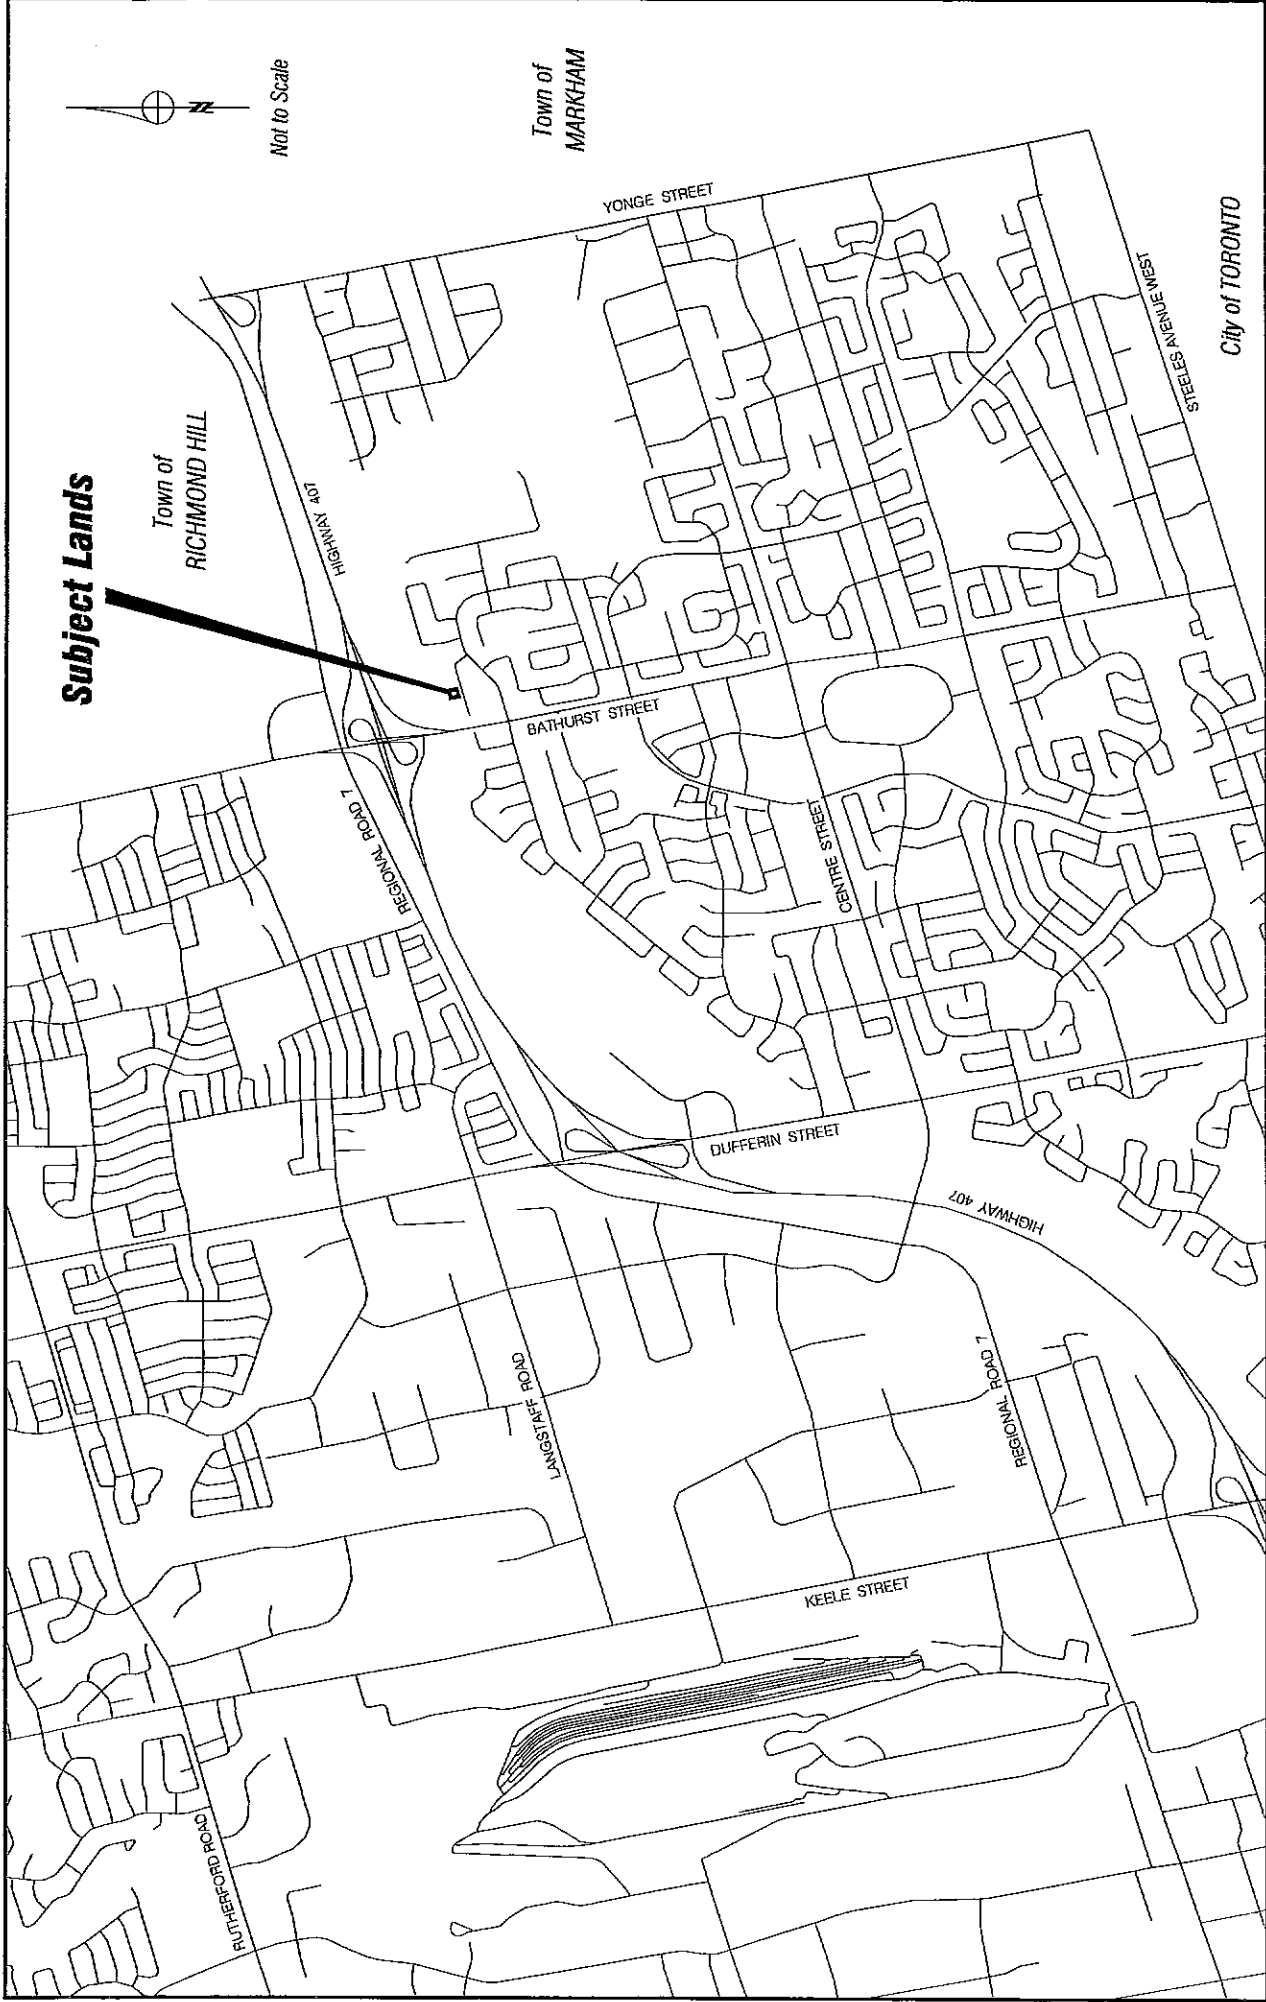 Subject Lands
Town of
RICHMOND HILL
N
Not to Scale
Town of
MARKHAM
HIGHWAY 407
YONGE STREET
REGIONAL ROAD 7
BATHURST STREET
CENTRE STREET
STEELES AVENUE WEST
City of TORONTO
DUFFERIN STREET
HIGHWAY 407
LANGSTAFF ROAD
REGIONAL ROAD 7
KEELE STREET
RUTHERFORD ROAD